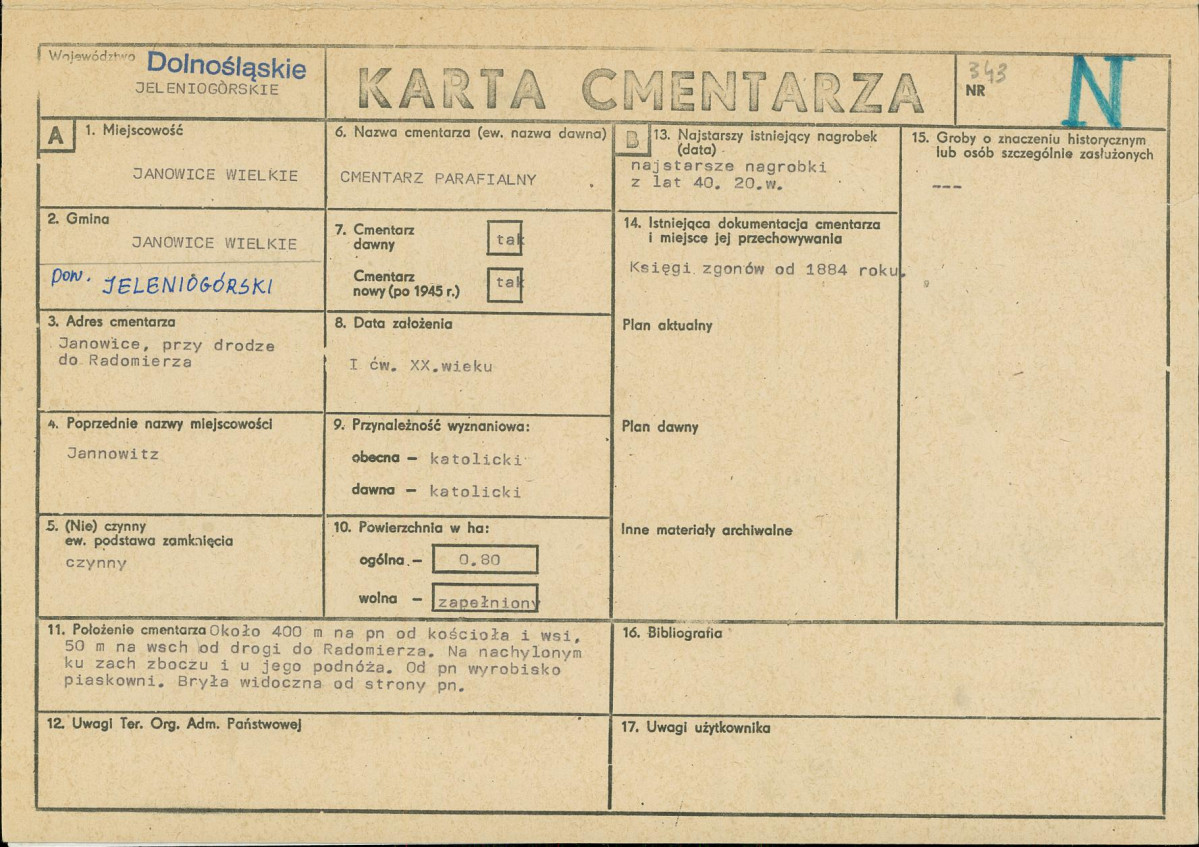 Województwo Dolnośląskie
JELENIOGÓRSKIE
KARTA CMENTARZA
343
NR
N
A
1. Miejscowość
JANOWICE WIELKIE
2. Gmina
JANOWICE WIELKIE
pow. JELENIOGÓRSKI
3. Adres cmentarza
Janowice, przy drodze
do Radomierza
4. Poprzednie nazwy miejscowości
Jannowitz
5. (Nie) czynny
ew. podstawa zamknięcia
czynny
6. Nazwa cmentarza (ew. nazwa dawna)
CMENTARZ PARAFIALNY
7. Cmentarz
dawny
tak
Cmentarz
nowy (po 1945 r.)
tak
8. Data założenia
I ćw. XX.wieku
9. Przynależność wyznaniowa:
obecna – katolicki
dawna – katolicki
10. Powierzchnia w ha:
ogólna – 0.80
wolna – zapełniony
11. Położenie cmentarza Około 400 m na pn od kościoła i wsi,
50 m na wsch od drogi do Radomierza. Na nachylonym
ku zach zboczu i u jego podnóża. Od pn wyrobisko
piaskowni. Bryła widoczna od strony pn.
12. Uwagi Ter. Org. Adm. Państwowej
B
13. Najstarszy istniejący nagrobek
(data)
najstarsze nagrobki
z lat 40. 20.w.
14. Istniejąca dokumentacja cmentarza
i miejsce jej przechowywania
Księgi zgonów od 1884 roku.
Plan aktualny
Plan dawny
Inne materiały archiwalne
15. Groby o znaczeniu historycznym
lub osób szczególnie zasłużonych
---
16. Bibliografia
17. Uwagi użytkownika